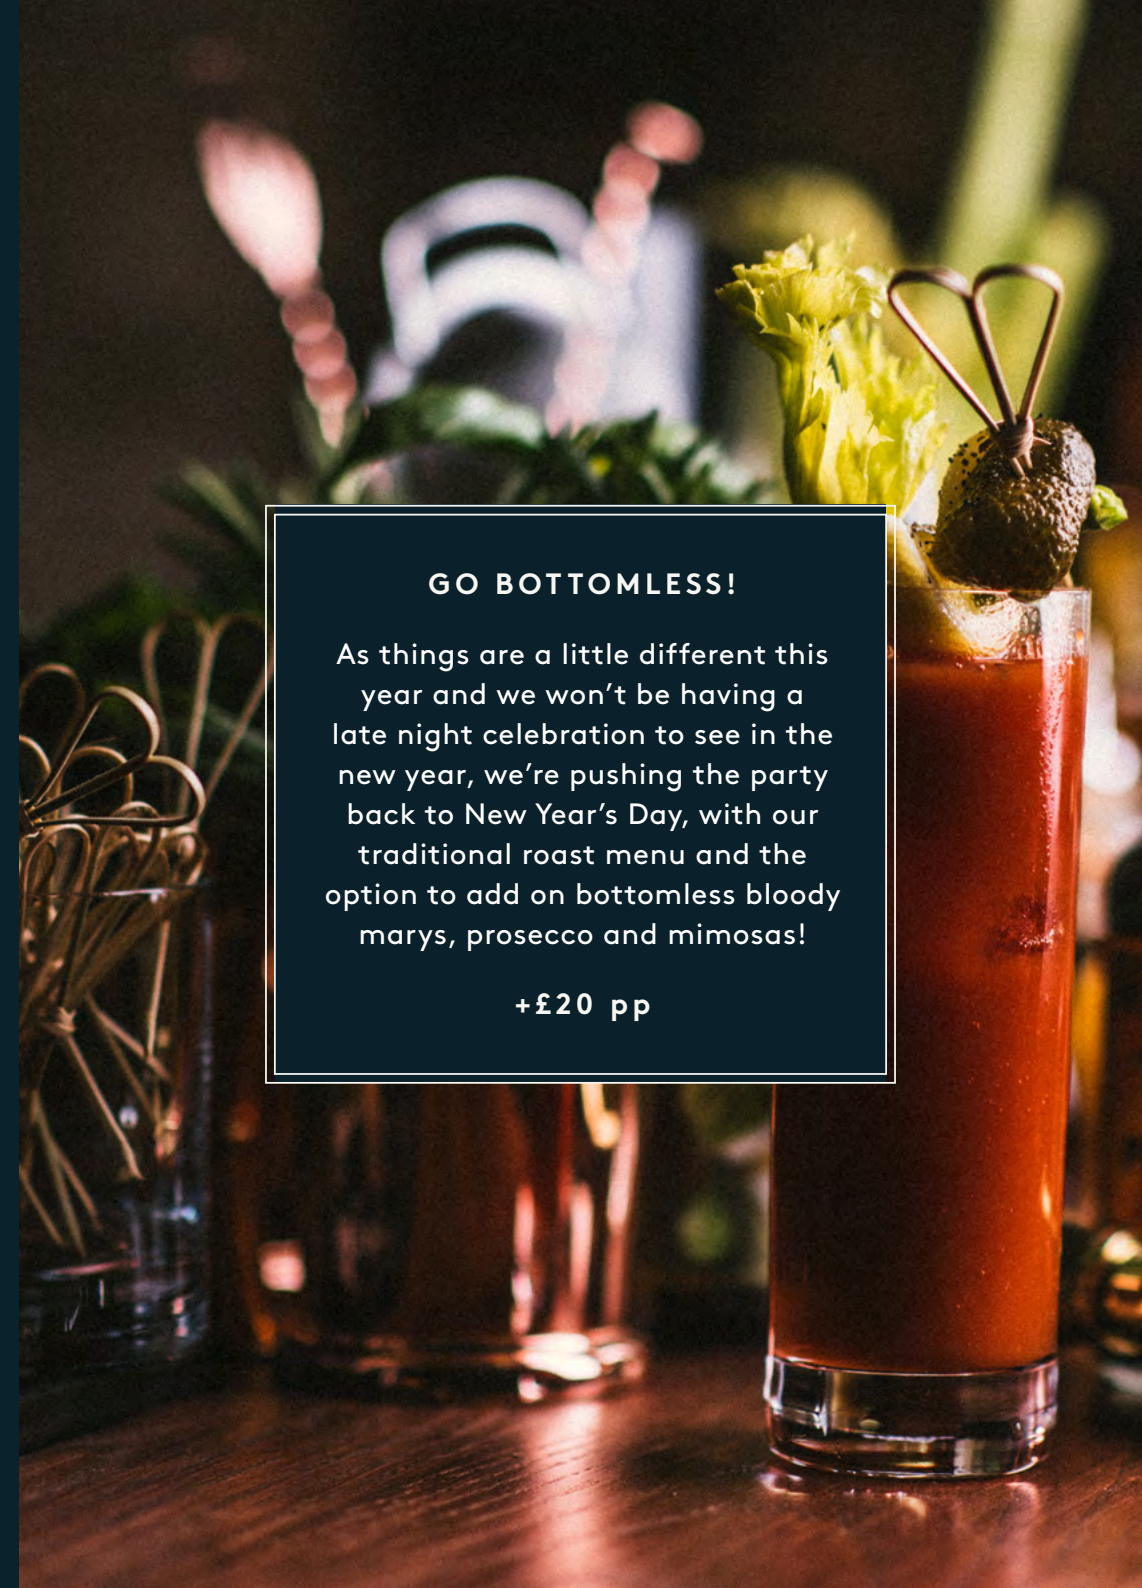 GO BOTTOMLESS!
As things are a little different this
year and we won’t be having a
late night celebration to see in the
new year, we’re pushing the party
back to New Year’s Day, with our
traditional roast menu and the
option to add on bottomless bloody
marys, prosecco and mimosas!
+£20 pp